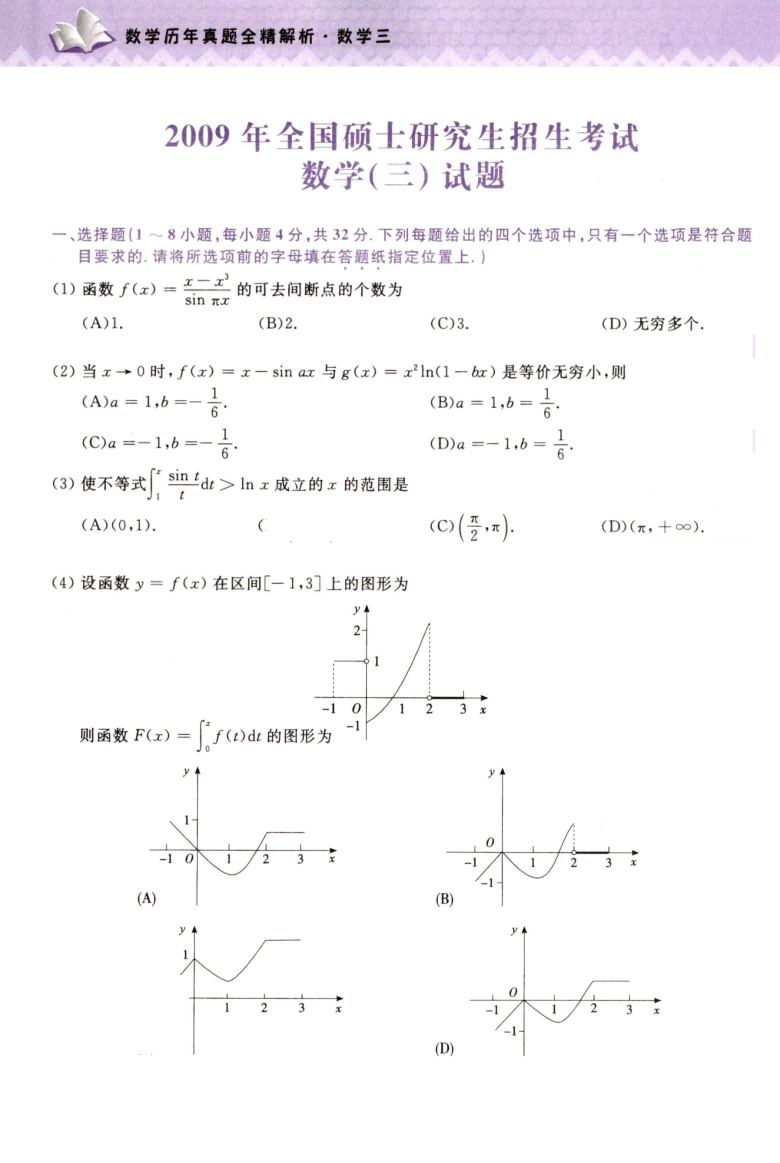 数学历年真题全精解析·数学三
2009 年全国硕士研究生招生考试
数学(三)试题
一、选择题(1～8小题,每小题4分,共32分.下列每题给出的四个选项中,只有一个选项是符合题
目要求的.请将所选项前的字母填在答题纸指定位置上.)
(1) 函数 f(x) = (x − x³)/(sin πx) 的可去间断点的个数为
(A)1. (B)2. (C)3. (D) 无穷多个.
(2) 当 x → 0 时, f(x) = x − sin ax 与 g(x) = x²ln(1 − bx) 是等价无穷小,则
(A)a = 1,b = − 1/6. (B)a = 1,b = 1/6.
(C)a = − 1,b = − 1/6. (D)a = − 1,b = 1/6.
(3) 使不等式∫₁ˣ (sin t)/t dt > ln x 成立的 x 的范围是
(A)(0,1). ( (C)(π/2,π). (D)(π, + ∞).
(4) 设函数 y = f(x) 在区间[− 1,3]上的图形为
y
2
1
-1 O 1 2 3 x
-1
则函数 F(x) = ∫₀ˣ f(t)dt 的图形为
y
1
-1 O 1 2 3 x
(A)
y
O
-1 1 2 3 x
-1
(B)
y
1
1 2 3 x
y
O
-1 1 2 3 x
-1
(D)